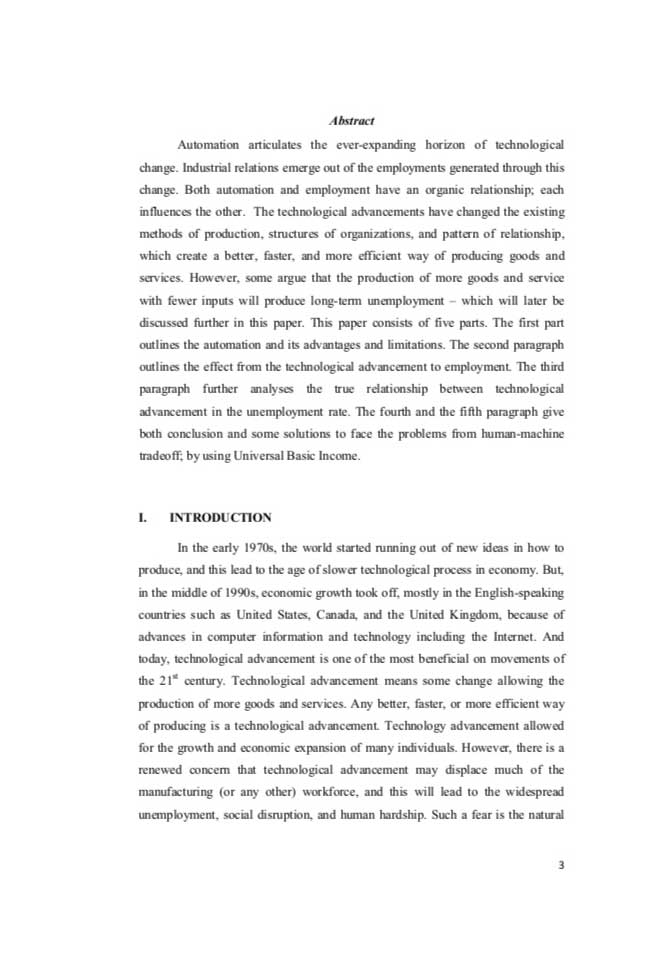 Abstract
Automation articulates the ever-expanding horizon of technological
change. Industrial relations emerge out of the employments generated through this
change. Both automation and employment have an organic relationship; each
influences the other. The technological advancements have changed the existing
methods of production, structures of organizations, and pattern of relationship,
which create a better, faster, and more efficient way of producing goods and
services. However, some argue that the production of more goods and service
with fewer inputs will produce long-term unemployment – which will later be
discussed further in this paper. This paper consists of five parts. The first part
outlines the automation and its advantages and limitations. The second paragraph
outlines the effect from the technological advancement to employment. The third
paragraph further analyses the true relationship between technological
advancement in the unemployment rate. The fourth and the fifth paragraph give
both conclusion and some solutions to face the problems from human-machine
tradeoff; by using Universal Basic Income.
I. INTRODUCTION
In the early 1970s, the world started running out of new ideas in how to
produce, and this lead to the age of slower technological process in economy. But,
in the middle of 1990s, economic growth took off, mostly in the English-speaking
countries such as United States, Canada, and the United Kingdom, because of
advances in computer information and technology including the Internet. And
today, technological advancement is one of the most beneficial on movements of
the 21st century. Technological advancement means some change allowing the
production of more goods and services. Any better, faster, or more efficient way
of producing is a technological advancement. Technology advancement allowed
for the growth and economic expansion of many individuals. However, there is a
renewed concern that technological advancement may displace much of the
manufacturing (or any other) workforce, and this will lead to the widespread
unemployment, social disruption, and human hardship. Such a fear is the natural
3